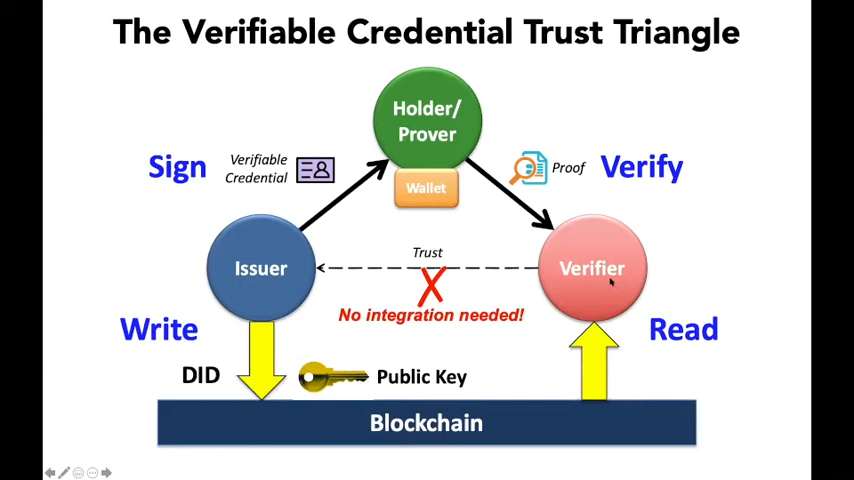 The Verifiable Credential Trust Triangle
Holder/
Prover
Sign
Verifiable
Credential
Proof
Verify
Wallet
Issuer
Trust
Verifier
No integration needed!
Write
Read
DID
Public Key
Blockchain